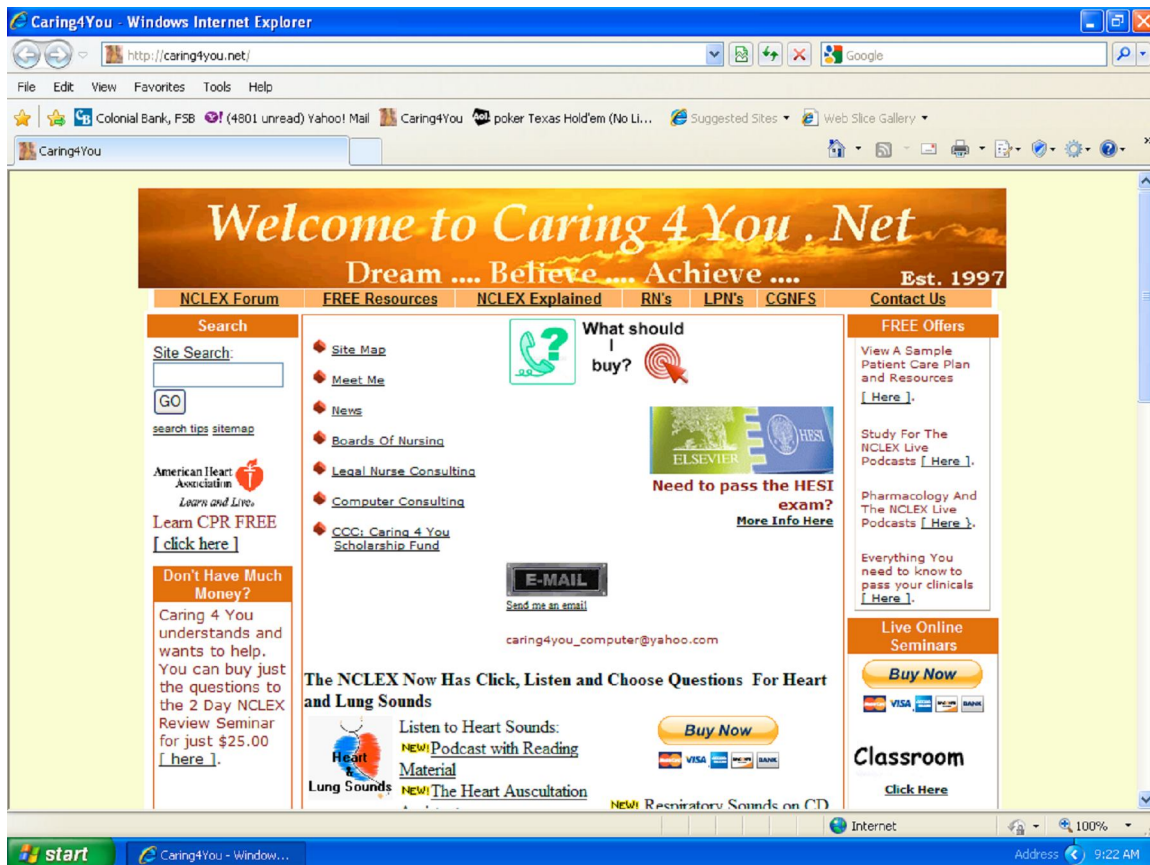 Caring4You - Windows Internet Explorer
http://caring4you.net/
Google
File Edit View Favorites Tools Help
Colonial Bank, FSB (4801 unread) Yahoo! Mail Caring4You poker Texas Hold'em (No Li... Suggested Sites Web Slice Gallery
Caring4You
Welcome to Caring 4 You . Net
Dream .... Believe .... Achieve ....
Est. 1997
NCLEX Forum FREE Resources NCLEX Explained RN's LPN's CGNFS Contact Us
Search
Site Search:
GO
search tips sitemap
American Heart
Association
Learn and Live
Learn CPR FREE
[ click here ]
Don't Have Much
Money?
Caring 4 You
understands and
wants to help.
You can buy just
the questions to
the 2 Day NCLEX
Review Seminar
for just $25.00
[ here ].
Site Map
Meet Me
News
Boards Of Nursing
Legal Nurse Consulting
Computer Consulting
CCC: Caring 4 You
Scholarship Fund
What should
I
buy?
ELSEVIER
HESI
Need to pass the HESI
exam?
More Info Here
E-MAIL
Send me an email
caring4you_computer@yahoo.com
The NCLEX Now Has Click, Listen and Choose Questions For Heart
and Lung Sounds
Heart
&
Lung Sounds
Listen to Heart Sounds:
NEW! Podcast with Reading
Material
NEW! The Heart Auscultation
Buy Now
VISA
BANK
NEW! Respiratory Sounds on CD
FREE Offers
View A Sample
Patient Care Plan
and Resources
[ Here ].
Study For The
NCLEX Live
Podcasts [ Here ].
Pharmacology And
The NCLEX Live
Podcasts [ Here }.
Everything You
need to know to
pass your clinicals
[ Here ].
Live Online
Seminars
Buy Now
VISA
BANK
Classroom
Click Here
Internet
100%
start
Caring4You - Window...
Address
9:22 AM